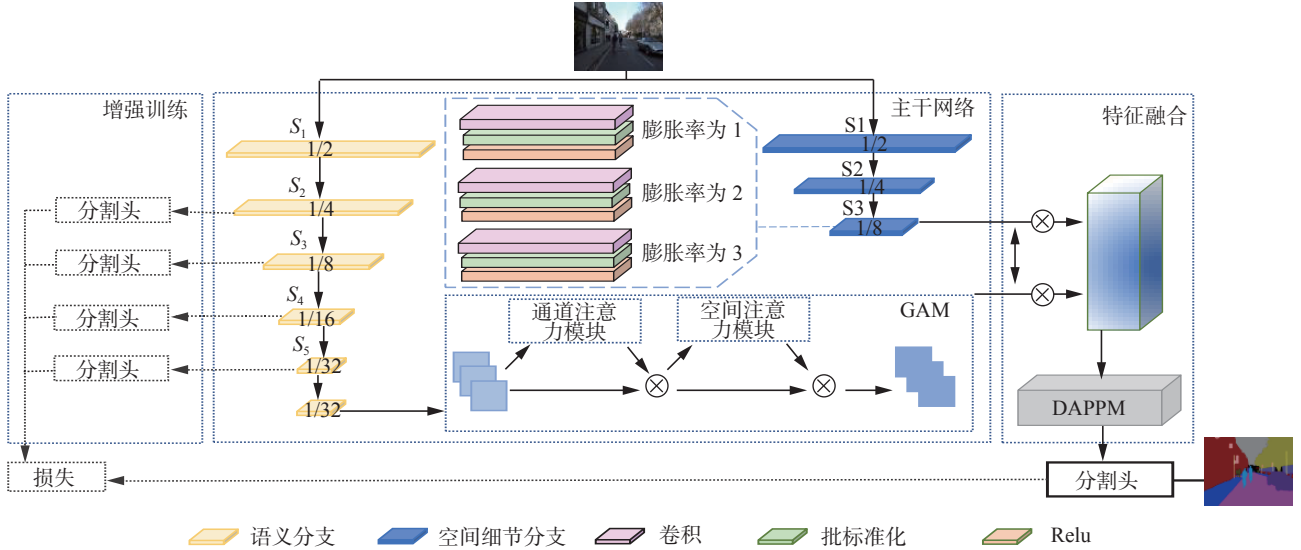 增强训练
主干网络
特征融合
S1
1/2
S2
1/4
S3
1/8
S4
1/16
S5
1/32
1/32
分割头
分割头
分割头
分割头
损失
膨胀率为 1
膨胀率为 2
膨胀率为 3
S1
1/2
S2
1/4
S3
1/8
GAM
通道注意
力模块
空间注意
力模块
DAPPM
分割头
语义分支
空间细节分支
卷积
批标准化
Relu